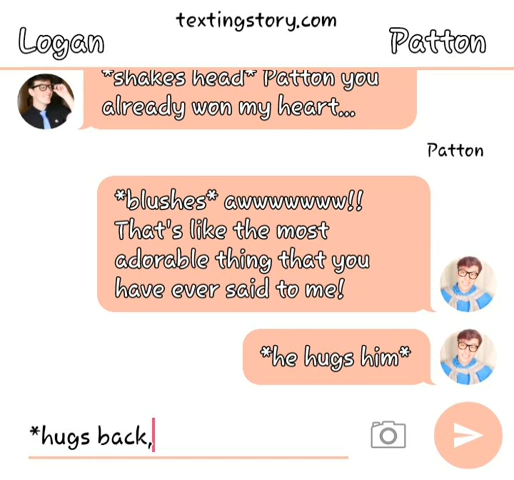 textingstory.com
Logan
Patton
*shakes head* Patton you
already won my heart...
Patton
*blushes* awwwwwww!!
That's like the most
adorable thing that you
have ever said to me!
*he hugs him*
*hugs back,